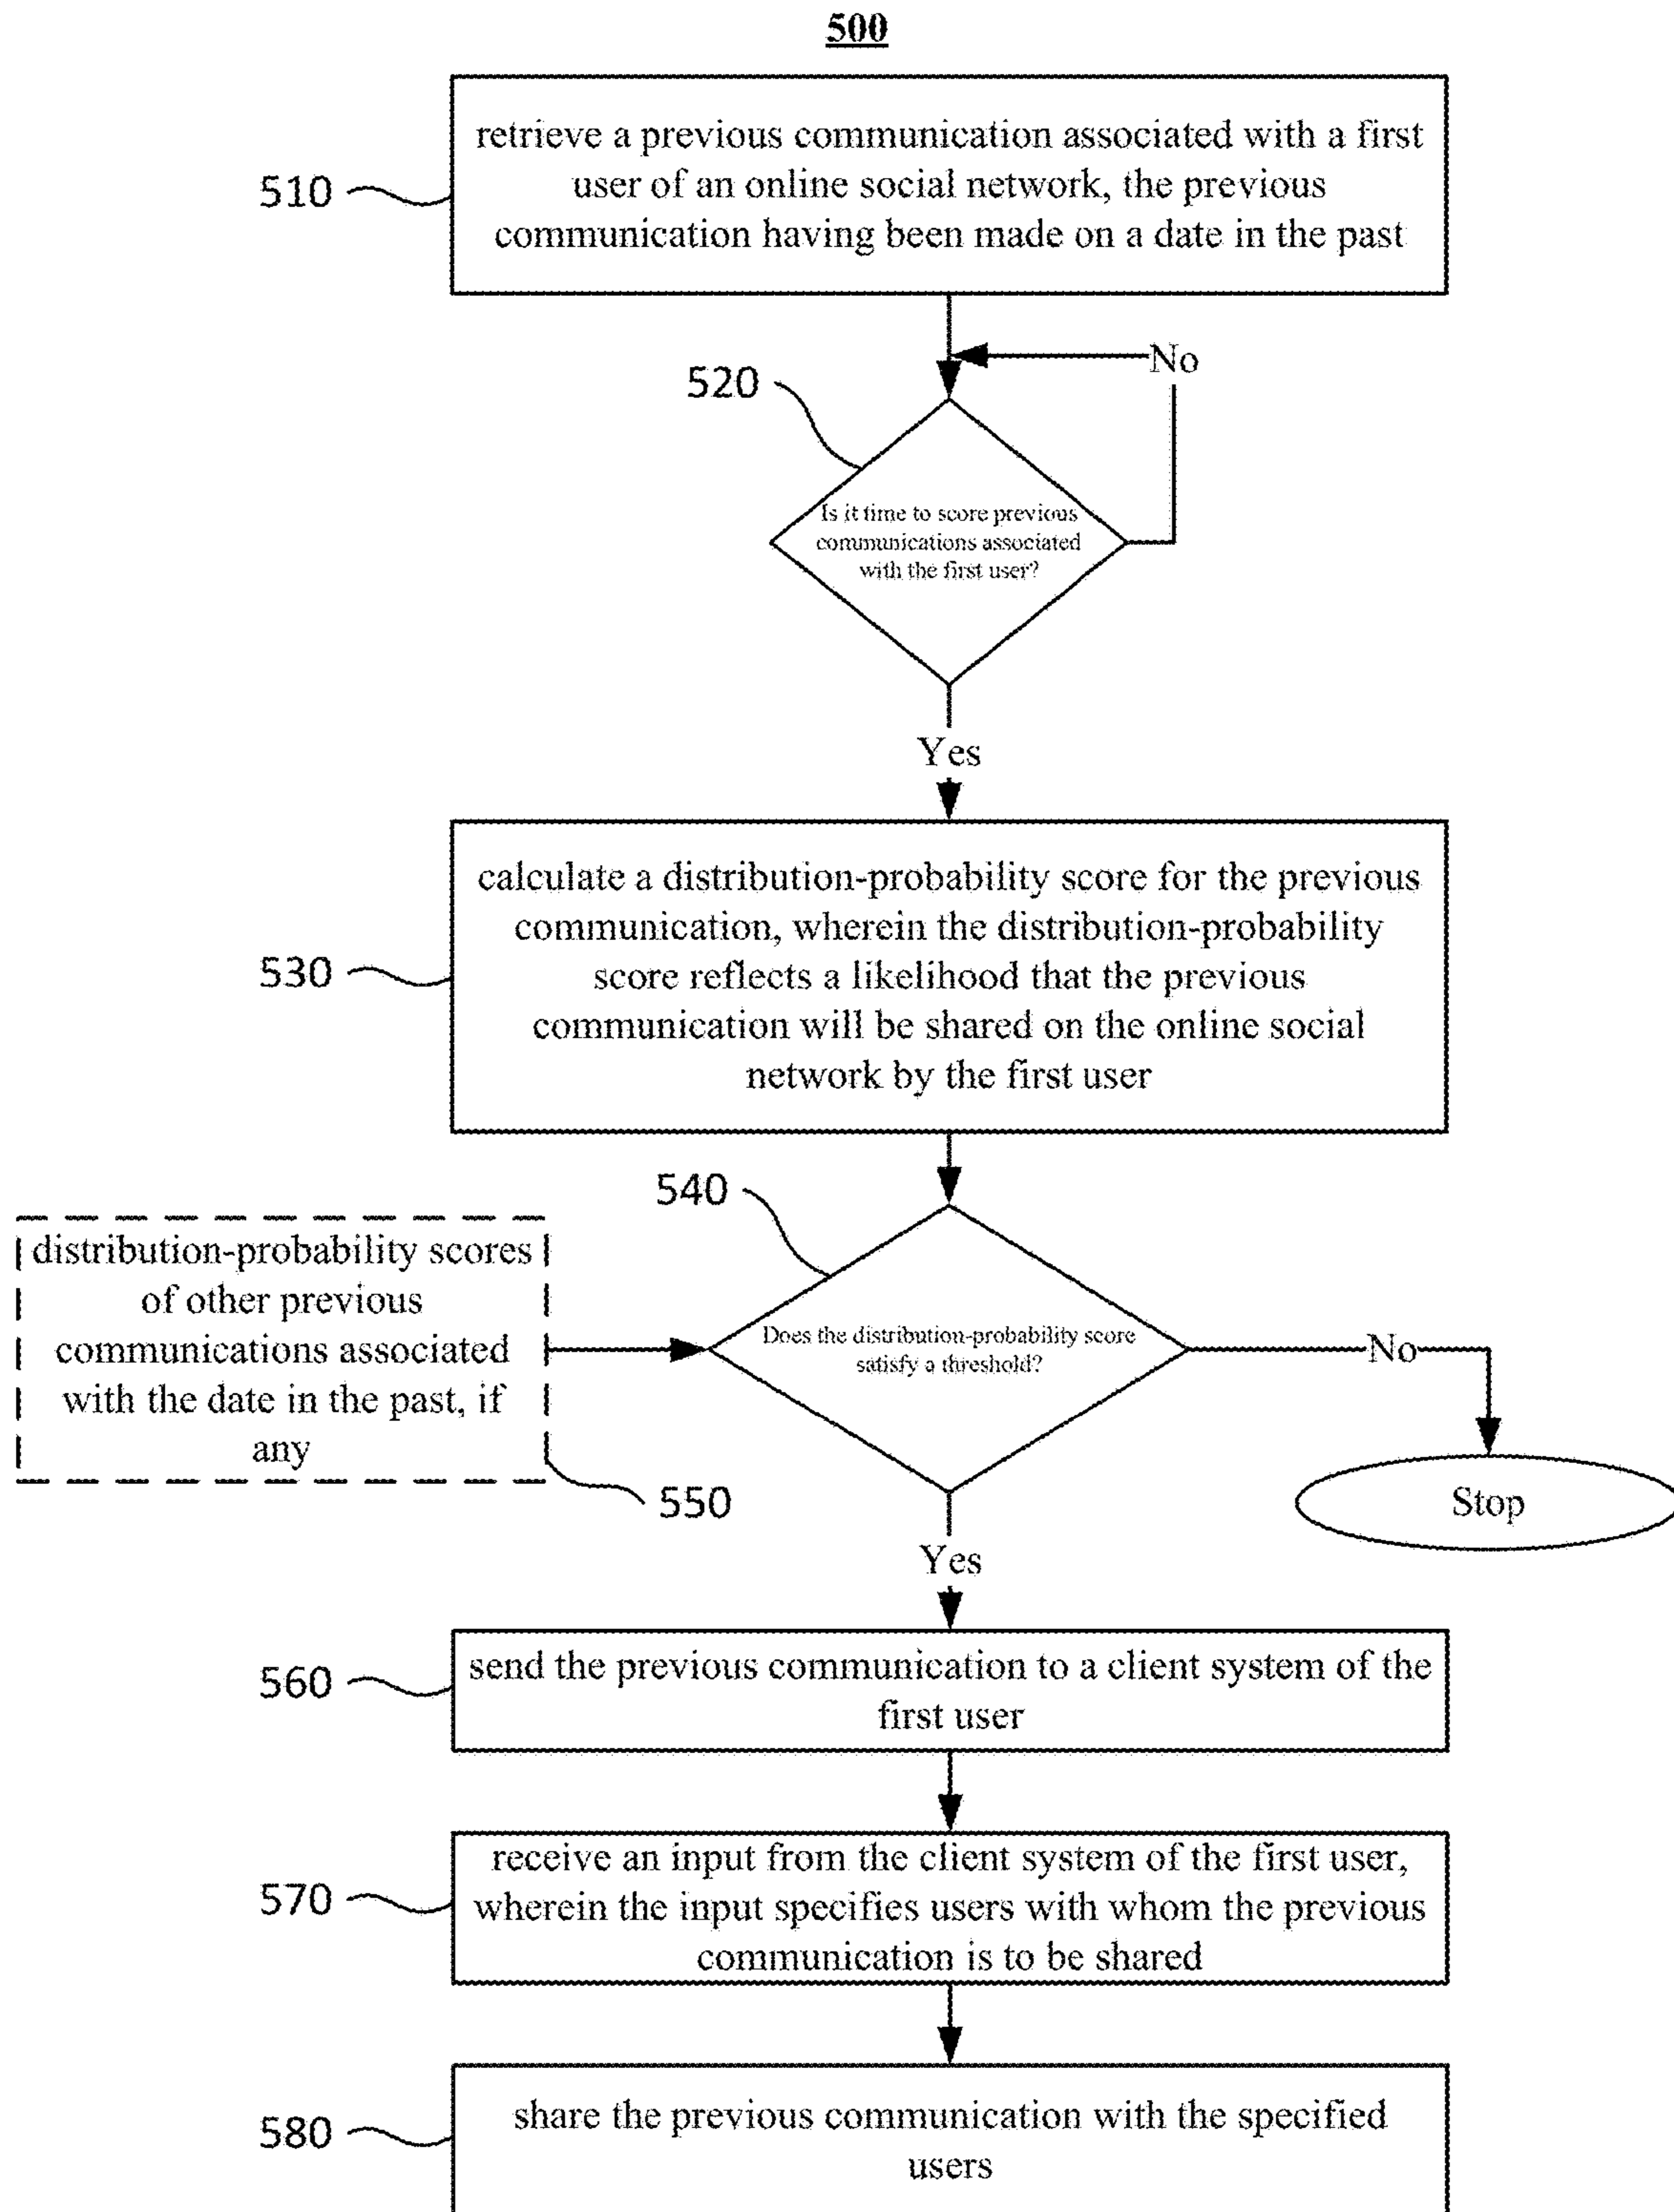 500
retrieve a previous communication associated with a first
user of an online social network, the previous
communication having been made on a date in the past
510
No
520
Is it time to score previous
communications associated
with the first user?
Yes
calculate a distribution-probability score for the previous
communication, wherein the distribution-probability
score reflects a likelihood that the previous
communication will be shared on the online social
network by the first user
530
540
distribution-probability scores
of other previous
communications associated
with the date in the past, if
any
550
Does the distribution-probability score
satisfy a threshold?
No
Stop
Yes
send the previous communication to a client system of the
first user
560
receive an input from the client system of the first user,
wherein the input specifies users with whom the previous
communication is to be shared
570
share the previous communication with the specified
users
580